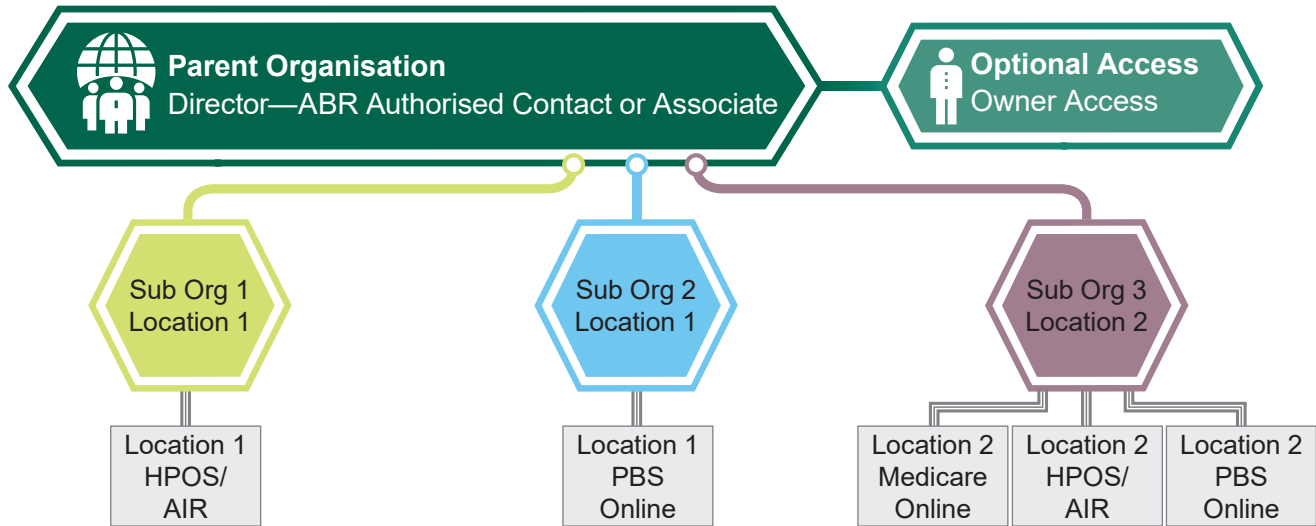 Parent Organisation
Director—ABR Authorised Contact or Associate
Optional Access
Owner Access
Sub Org 1
Location 1
Sub Org 2
Location 1
Sub Org 3
Location 2
Location 1
HPOS/
AIR
Location 1
PBS
Online
Location 2
Medicare
Online
Location 2
HPOS/
AIR
Location 2
PBS
Online